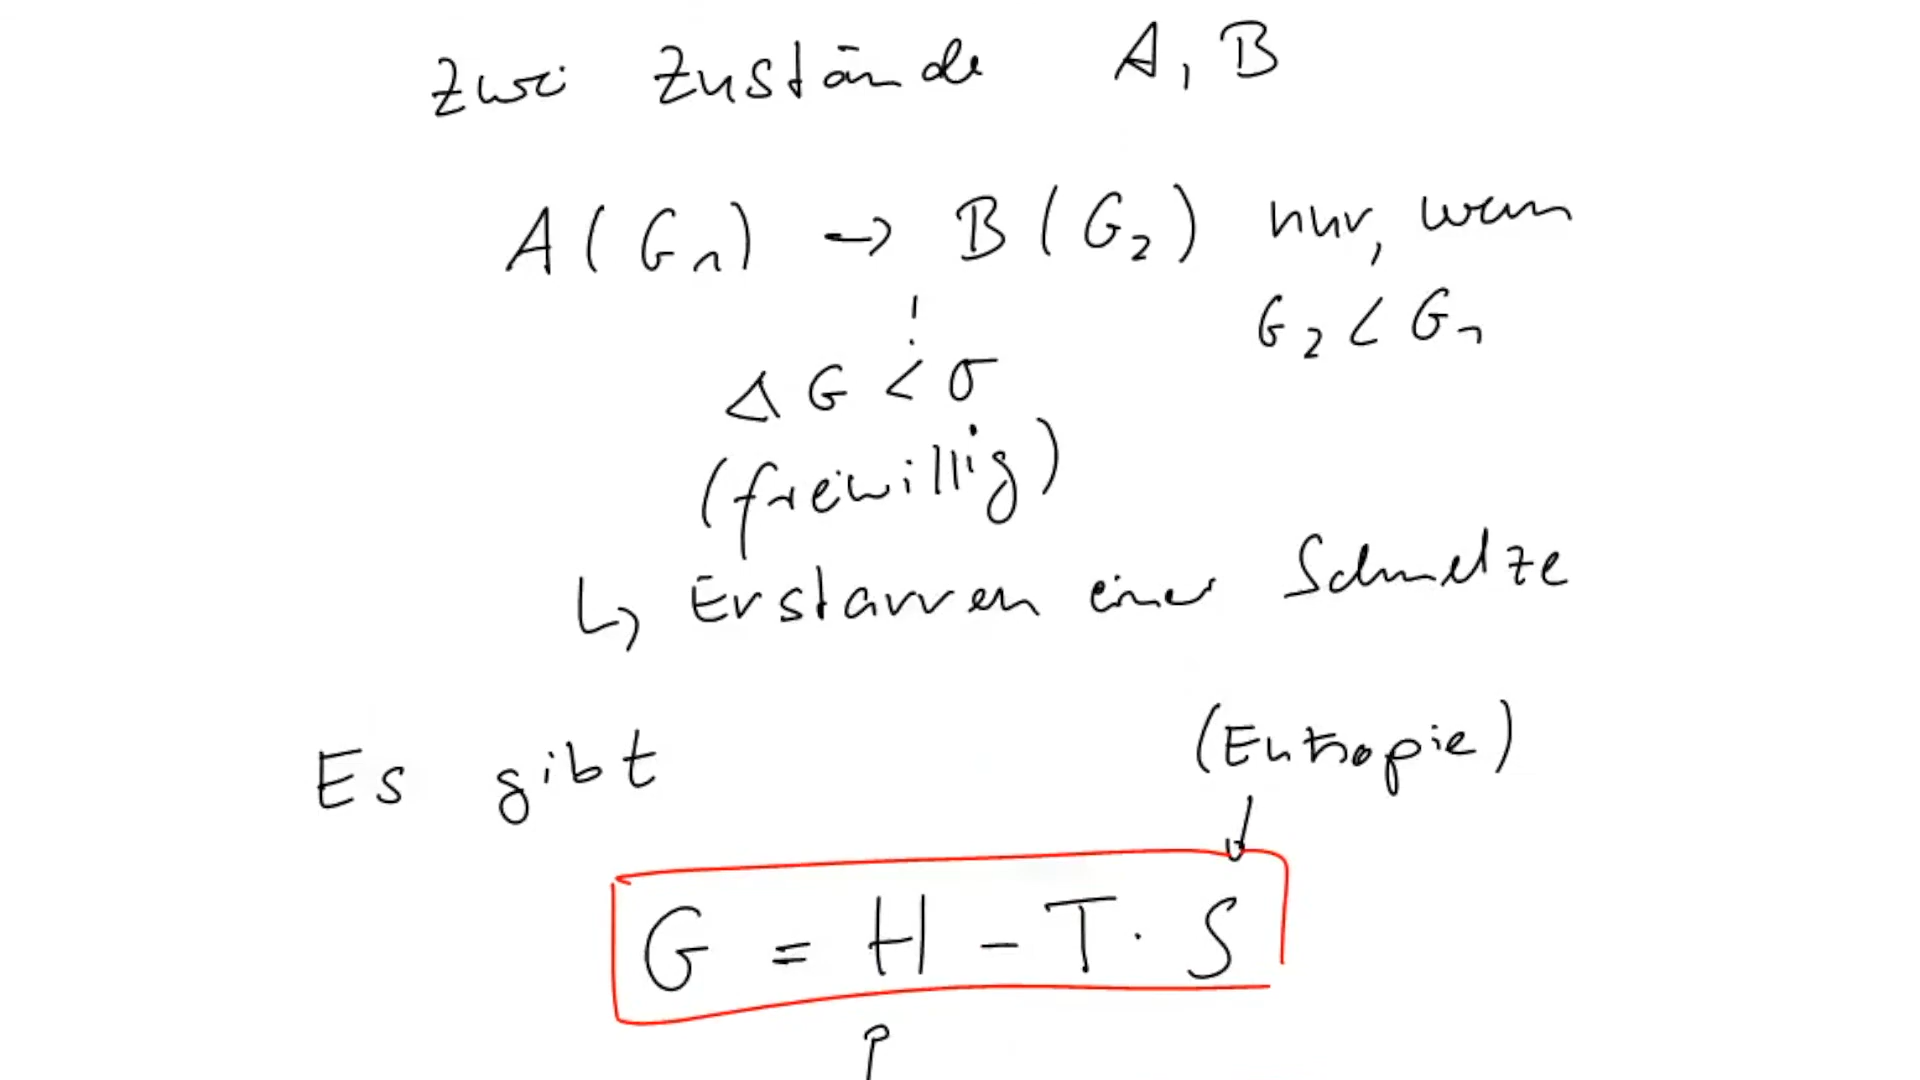 Zwei Zustände A, B
A(G₁) → B(G₂) nur, wenn
G₂ < G₁
!
ΔG < 0
(freiwillig)
↳ Erstarren einer Schmelze
Es gibt
(Entropie)
↓
G = H - T · S